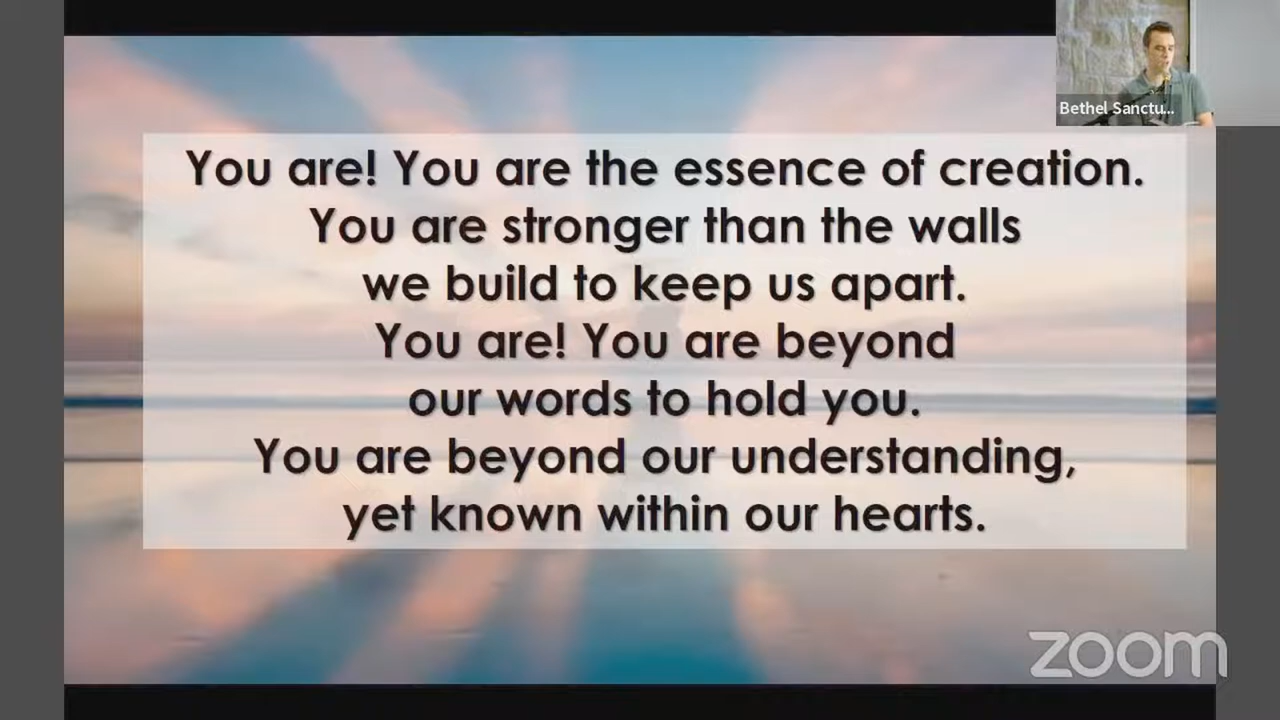 Bethel Sanctu...
You are! You are the essence of creation.
You are stronger than the walls
we build to keep us apart.
You are! You are beyond
our words to hold you.
You are beyond our understanding,
yet known within our hearts.
zoom